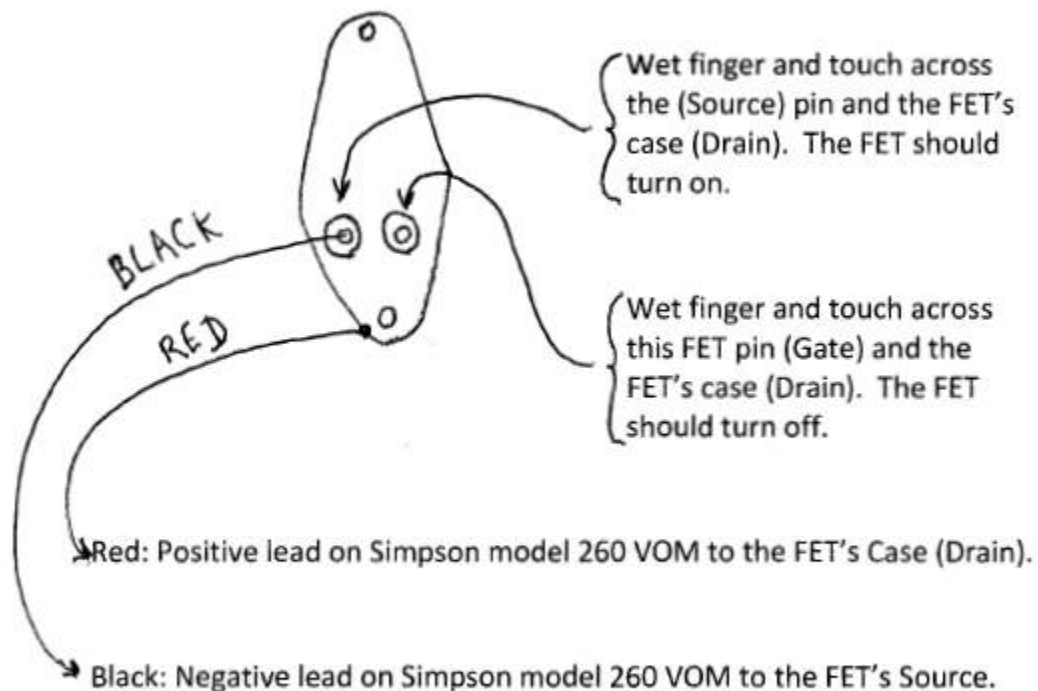 Wet finger and touch across
the (Source) pin and the FET's
case (Drain). The FET should
turn on.
BLACK
RED
Wet finger and touch across
this FET pin (Gate) and the
FET's case (Drain). The FET
should turn off.
Red: Positive lead on Simpson model 260 VOM to the FET's Case (Drain).
Black: Negative lead on Simpson model 260 VOM to the FET's Source.